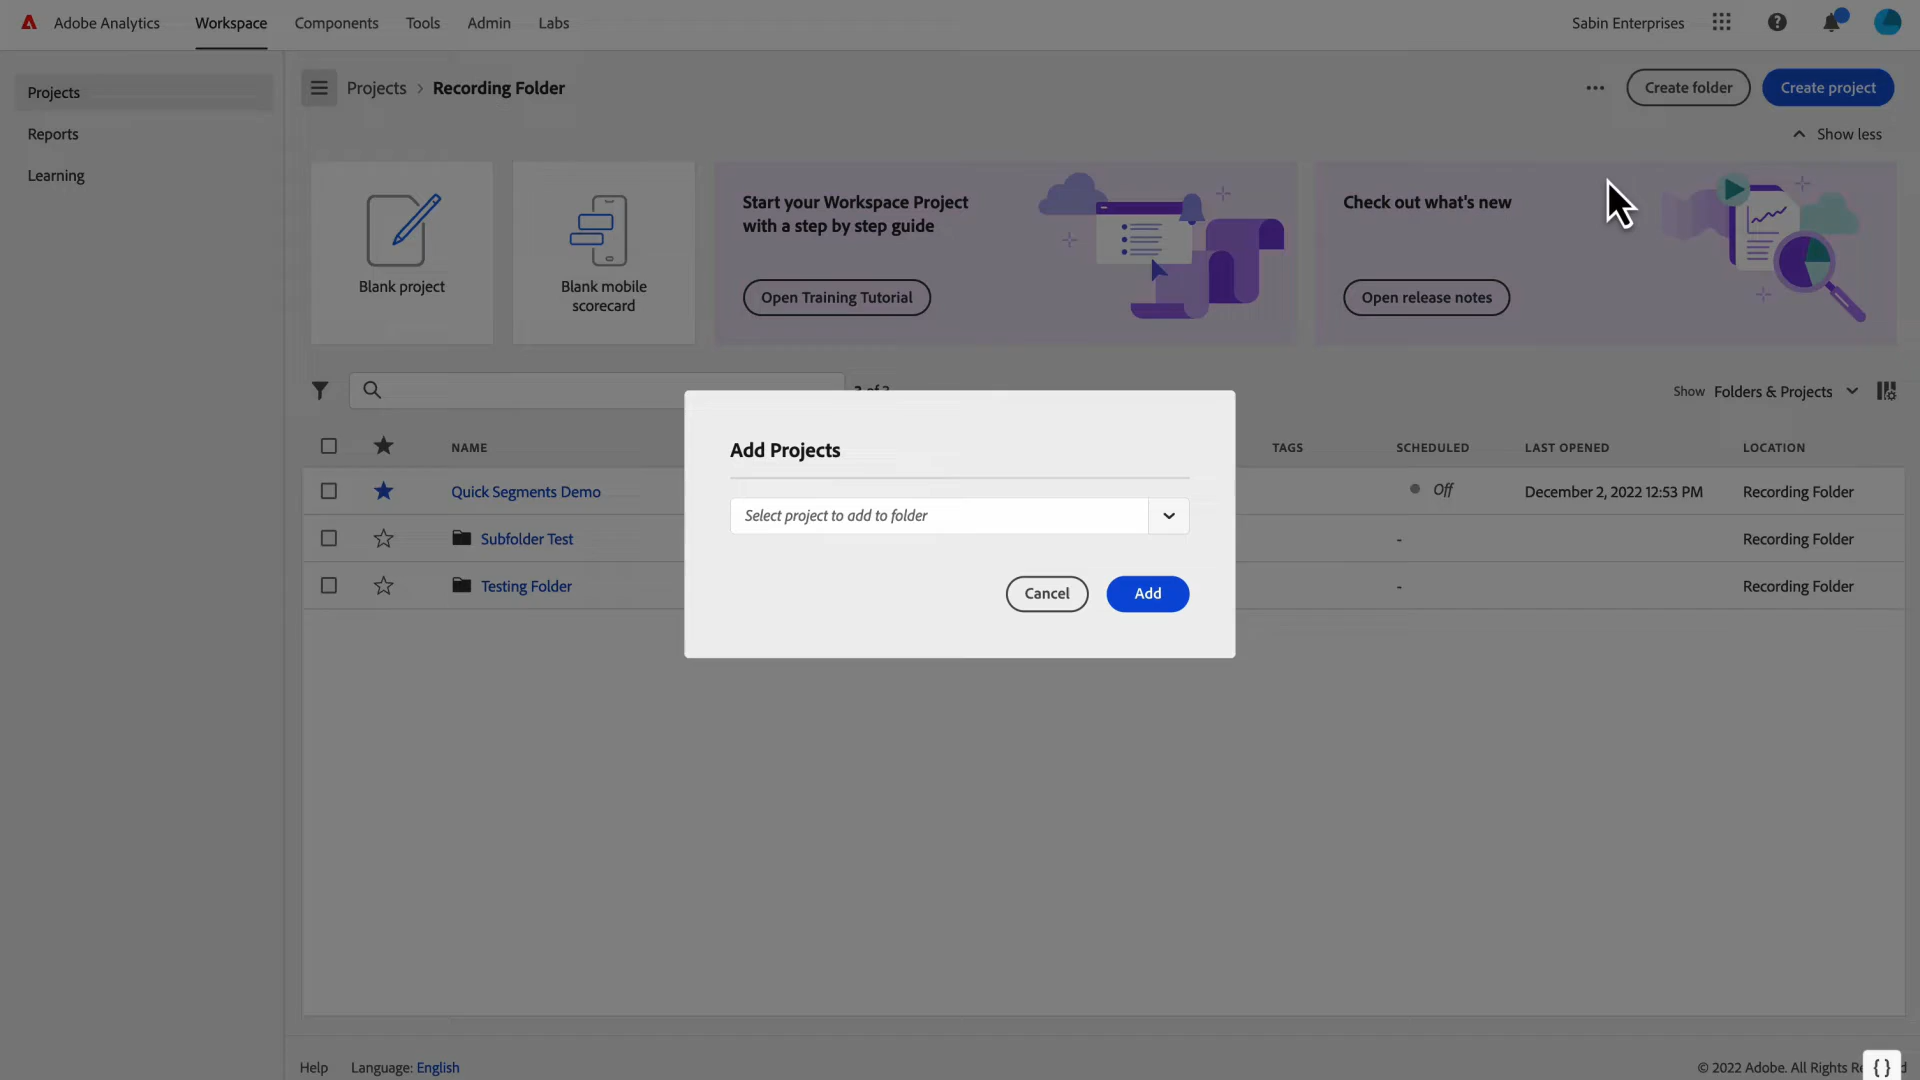 Adobe Analytics Workspace Components Tools Admin Labs Sabin Enterprises
Projects
Reports
Learning
Projects › Recording Folder
Create folder Create project
Show less
Blank project
Blank mobile
scorecard
Start your Workspace Project
with a step by step guide
Open Training Tutorial
Check out what's new
Open release notes
Show Folders & Projects
NAME TAGS SCHEDULED LAST OPENED LOCATION
Quick Segments Demo Off December 2, 2022 12:53 PM Recording Folder
Subfolder Test - Recording Folder
Testing Folder - Recording Folder
Add Projects
Select project to add to folder
Cancel Add
Help Language: English
© 2022 Adobe. All Rights
{}